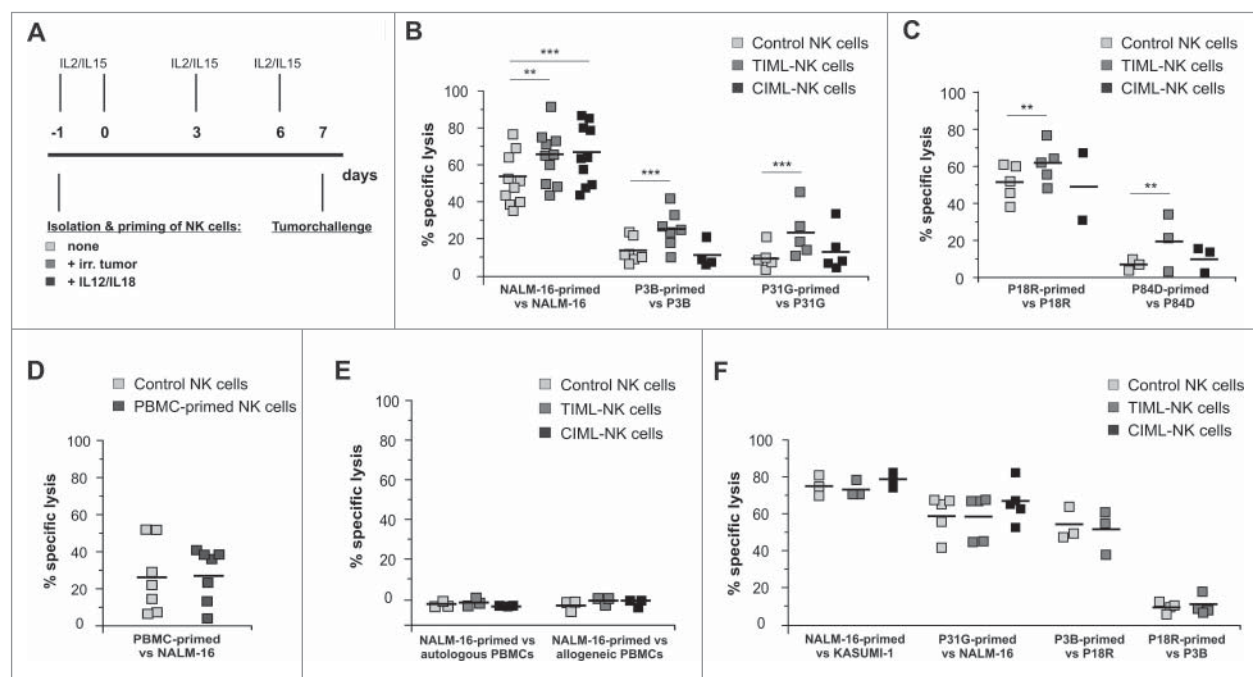 A
IL2/IL15 IL2/IL15 IL2/IL15
-1 0 3 6 7
days
Isolation & priming of NK cells: Tumorchallenge
none
+ irr. tumor
+ IL12/IL18
B
Control NK cells
TIML-NK cells
CIML-NK cells
***
**
***
***
% specific lysis
100
80
60
40
20
0
NALM-16-primed
vs NALM-16
P3B-primed
vs P3B
P31G-primed
vs P31G
C
Control NK cells
TIML-NK cells
CIML-NK cells
**
**
% specific lysis
100
80
60
40
20
0
P18R-primed
vs P18R
P84D-primed
vs P84D
D
Control NK cells
PBMC-primed NK cells
% specific lysis
100
80
60
40
20
0
PBMC-primed
vs NALM-16
E
Control NK cells
TIML-NK cells
CIML-NK cells
% specific lysis
100
80
60
40
20
0
NALM-16-primed vs
autologous PBMCs
NALM-16-primed vs
allogeneic PBMCs
F
Control NK cells
TIML-NK cells
CIML-NK cells
% specific lysis
100
80
60
40
20
0
NALM-16-primed
vs KASUMI-1
P31G-primed
vs NALM-16
P3B-primed
vs P18R
P18R-primed
vs P3B